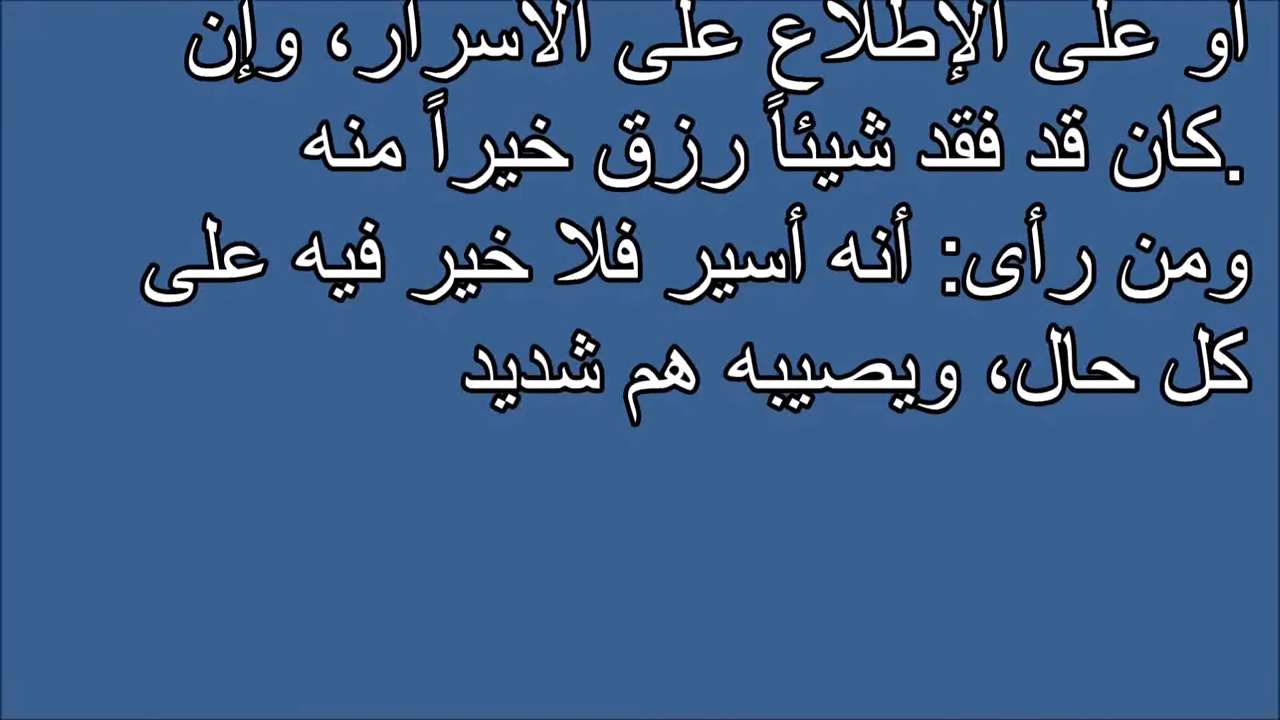 أو على الإطلاع على الأسرار، وإن
كان قد فقد شيئاً رزق خيراً منه.
ومن رأى: أنه أسير فلا خير فيه على
كل حال، ويصيبه هم شديد